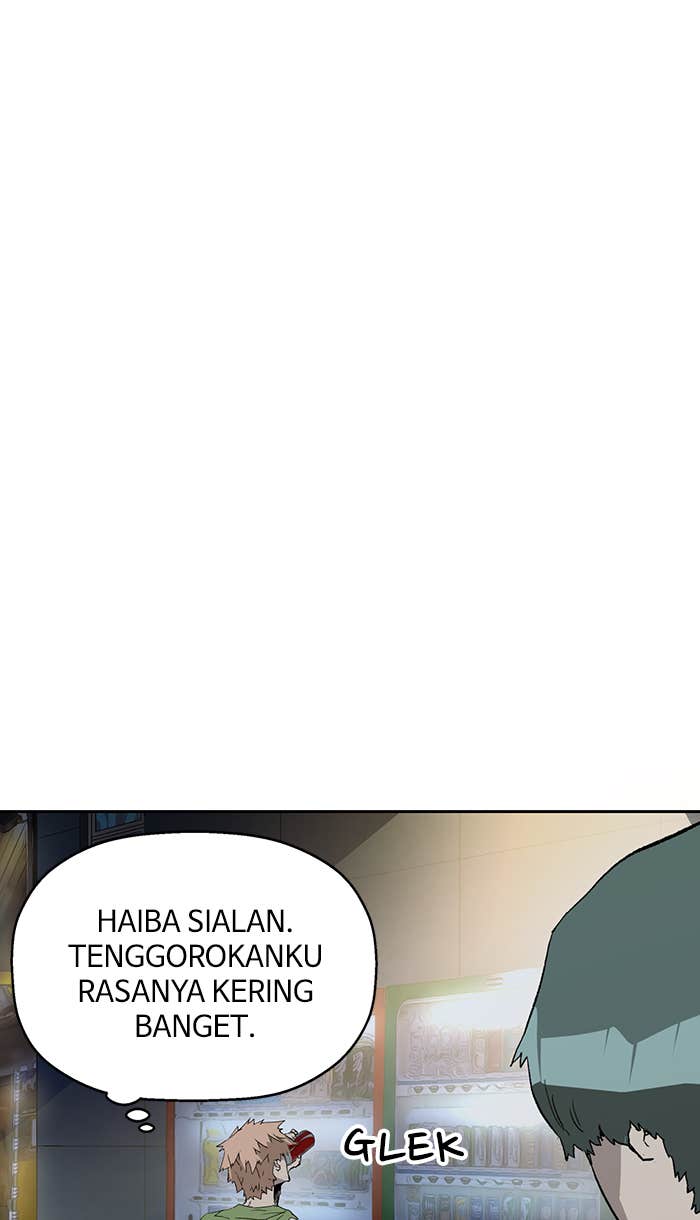 HAIBA SIALAN.
TENGGOROKANKU
RASANYA KERING
BANGET.
GLEK